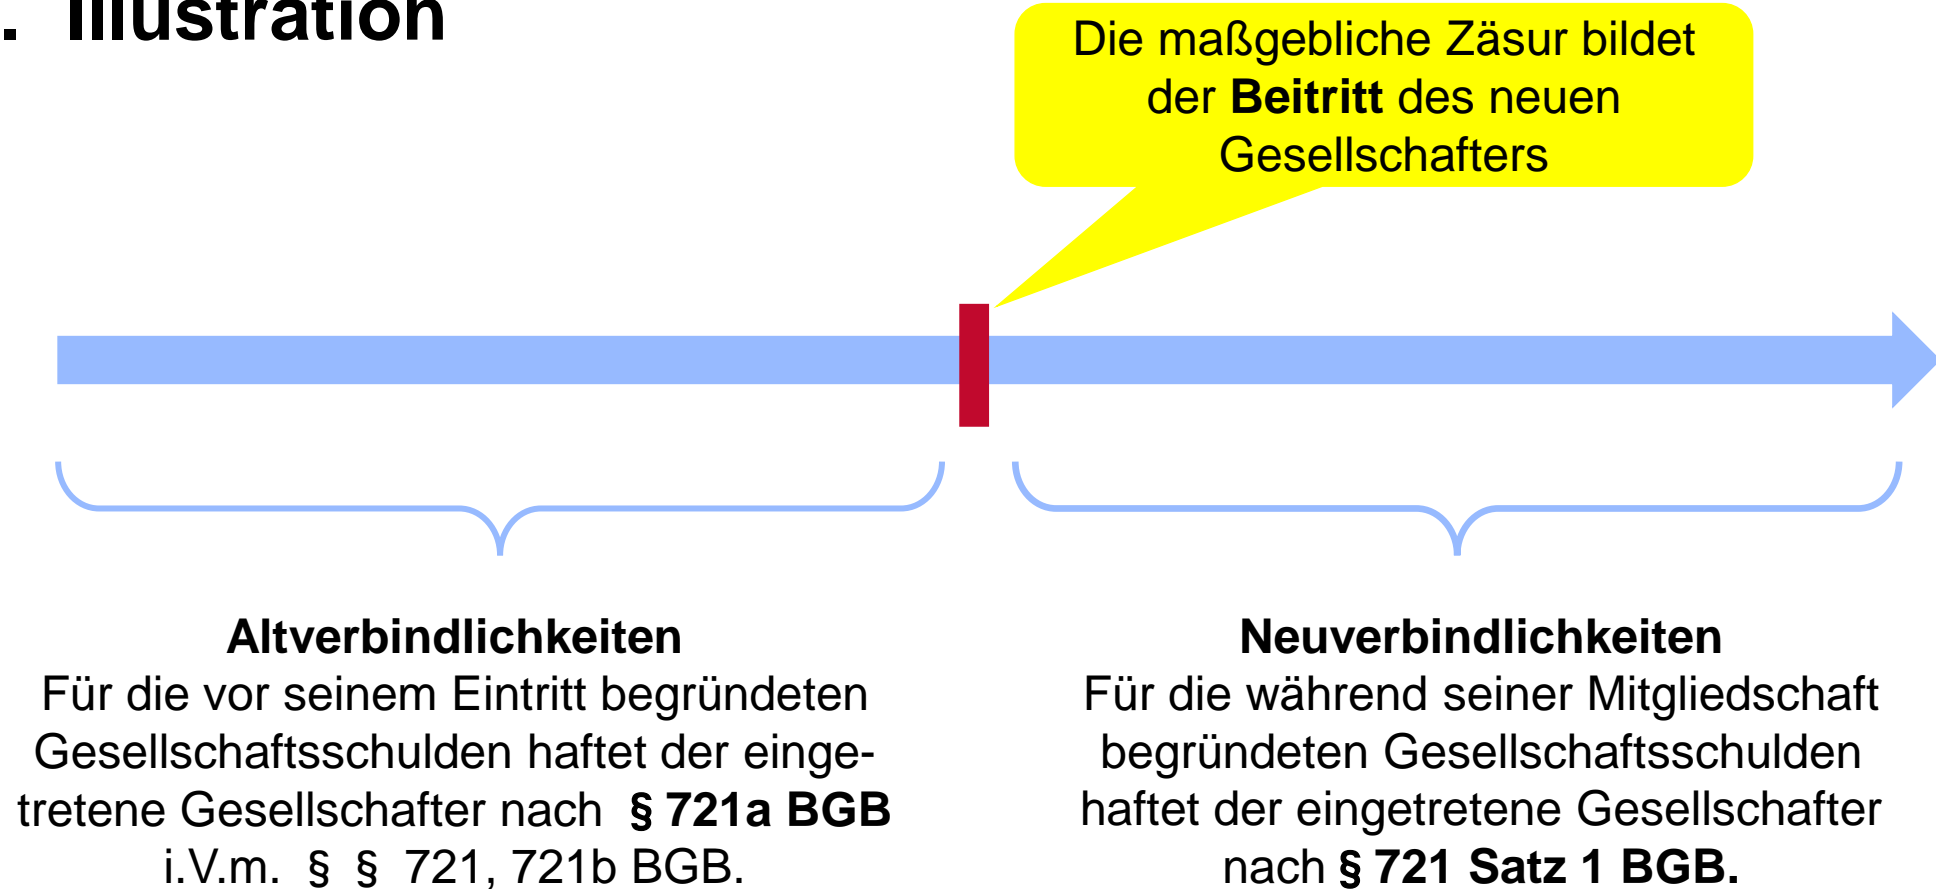 . Illustration
Die maßgebliche Zäsur bildet
der Beitritt des neuen
Gesellschafters
Altverbindlichkeiten
Für die vor seinem Eintritt begründeten
Gesellschaftsschulden haftet der einge-
tretene Gesellschafter nach § 721a BGB
i.V.m. § § 721, 721b BGB.
Neuverbindlichkeiten
Für die während seiner Mitgliedschaft
begründeten Gesellschaftsschulden
haftet der eingetretene Gesellschafter
nach § 721 Satz 1 BGB.